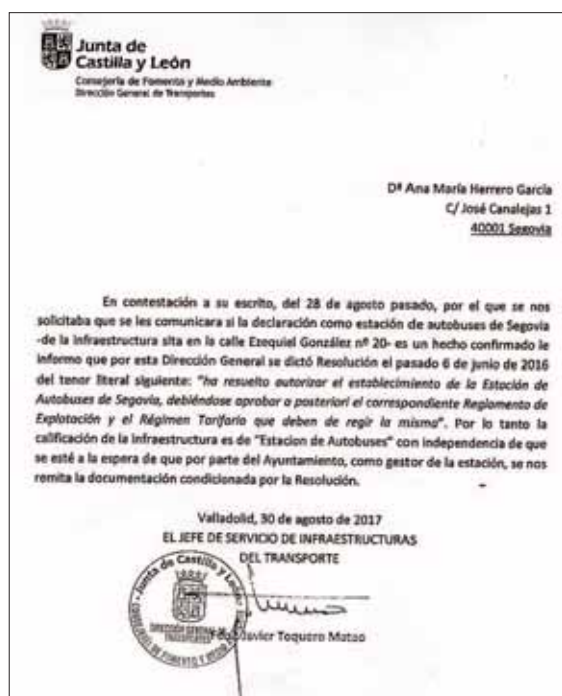 Junta de
Castilla y León
Consejería de Fomento y Medio Ambiente
Dirección General de Transportes
Dª Ana María Herrero García
C/ José Canalejas 1
40001 Segovia
En contestación a su escrito, del 28 de agosto pasado, por el que se nos
solicitaba que se les comunicara si la declaración como estación de autobuses de Segovia
-de la infraestructura sita en la calle Ezequiel González nº 20- es un hecho confirmado le
informo que por esta Dirección General se dictó Resolución el pasado 6 de junio de 2016
del tenor literal siguiente: "ha resuelto autorizar el establecimiento de la Estación de
Autobuses de Segovia, debiéndose aprobar a posteriori el correspondiente Reglamento de
Explotación y el Régimen Tarifario que deben de regir la misma". Por lo tanto la
calificación de la infraestructura es de "Estacion de Autobuses" con independencia de que
se esté a la espera de que por parte del Ayuntamiento, como gestor de la estación, se nos
remita la documentación condicionada por la Resolución.
Valladolid, 30 de agosto de 2017
EL JEFE DE SERVICIO DE INFRAESTRUCTURAS
DEL TRANSPORTE
Junta de Castilla y León
DIRECCIÓN GENERAL DE
TRANSPORTES
CONSEJERÍA DE FOMENTO Y MEDIO
Javier Toquero Mateo